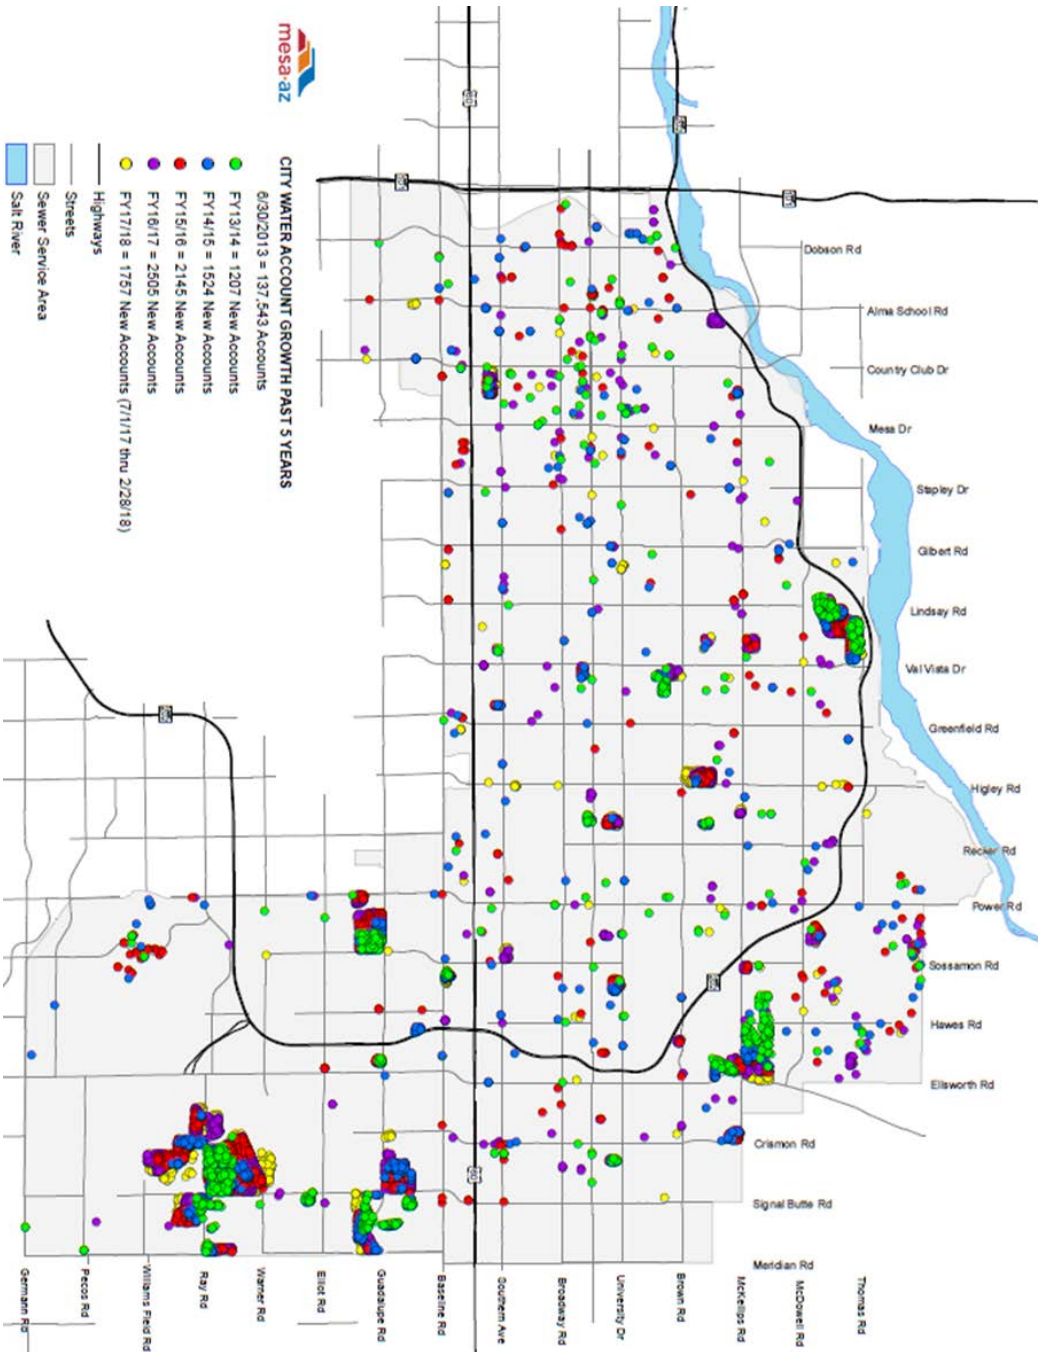 mesa·az
CITY WATER ACCOUNT GROWTH PAST 5 YEARS
6/30/2013 = 137,543 Accounts
FY13/14 = 1207 New Accounts
FY14/15 = 1524 New Accounts
FY15/16 = 2145 New Accounts
FY16/17 = 2505 New Accounts
FY17/18 = 1757 New Accounts (7/1/17 thru 2/28/18)
Highways
Streets
Sewer Service Area
Salt River
Dobson Rd
Alma School Rd
Country Club Dr
Mesa Dr
Stapley Dr
Gilbert Rd
Lindsay Rd
Val Vista Dr
Greenfield Rd
Higley Rd
Recker Rd
Power Rd
Sossamon Rd
Hawes Rd
Ellsworth Rd
Crismon Rd
Signal Butte Rd
Meridian Rd
Thomas Rd
McDowell Rd
McKellips Rd
Brown Rd
University Dr
Broadway Rd
Southern Ave
Baseline Rd
Guadalupe Rd
Elliot Rd
Warner Rd
Ray Rd
Williams Field Rd
Pecos Rd
Germann Rd
101
60